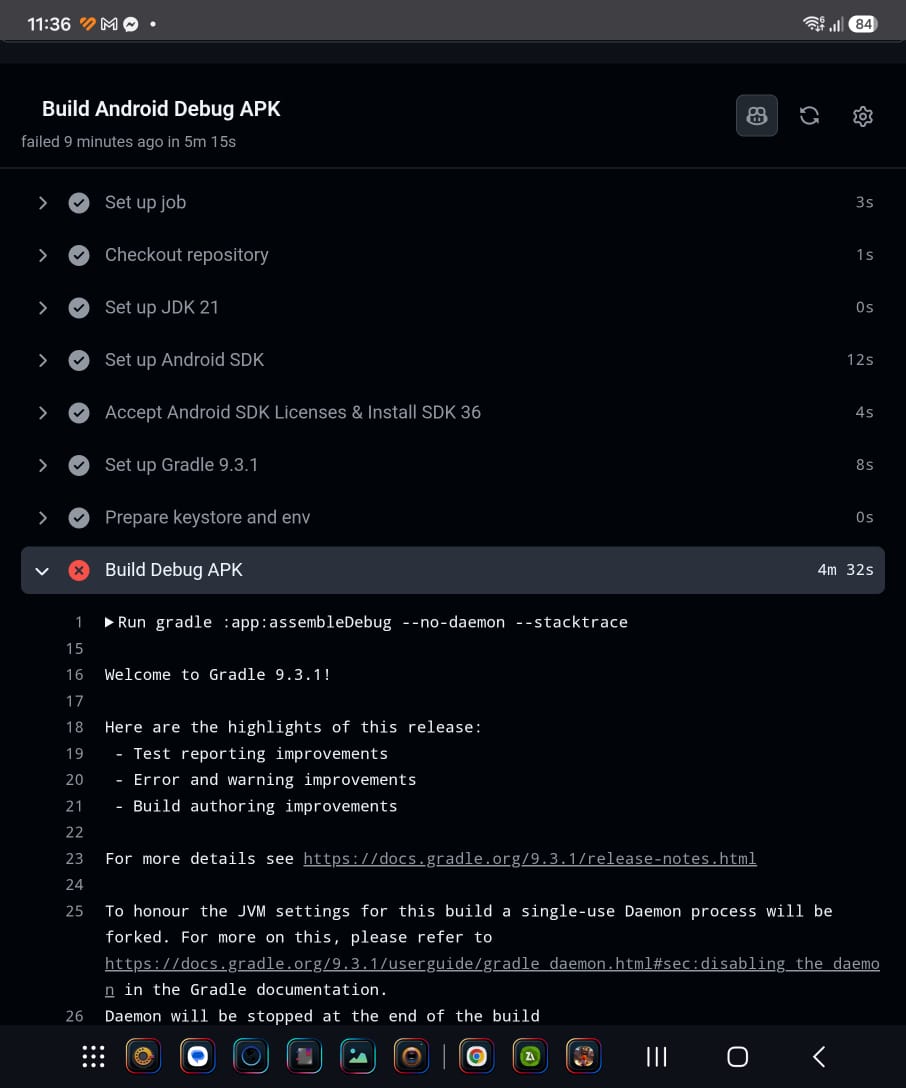 11:36
6
84
Build Android Debug APK
failed 9 minutes ago in 5m 15s
Set up job 3s
Checkout repository 1s
Set up JDK 21 0s
Set up Android SDK 12s
Accept Android SDK Licenses & Install SDK 36 4s
Set up Gradle 9.3.1 8s
Prepare keystore and env 0s
Build Debug APK 4m 32s
1 Run gradle :app:assembleDebug --no-daemon --stacktrace
15
16 Welcome to Gradle 9.3.1!
17
18 Here are the highlights of this release:
19 - Test reporting improvements
20 - Error and warning improvements
21 - Build authoring improvements
22
23 For more details see https://docs.gradle.org/9.3.1/release-notes.html
24
25 To honour the JVM settings for this build a single-use Daemon process will be
forked. For more on this, please refer to
https://docs.gradle.org/9.3.1/userguide/gradle_daemon.html#sec:disabling_the_daemo
n in the Gradle documentation.
26 Daemon will be stopped at the end of the build